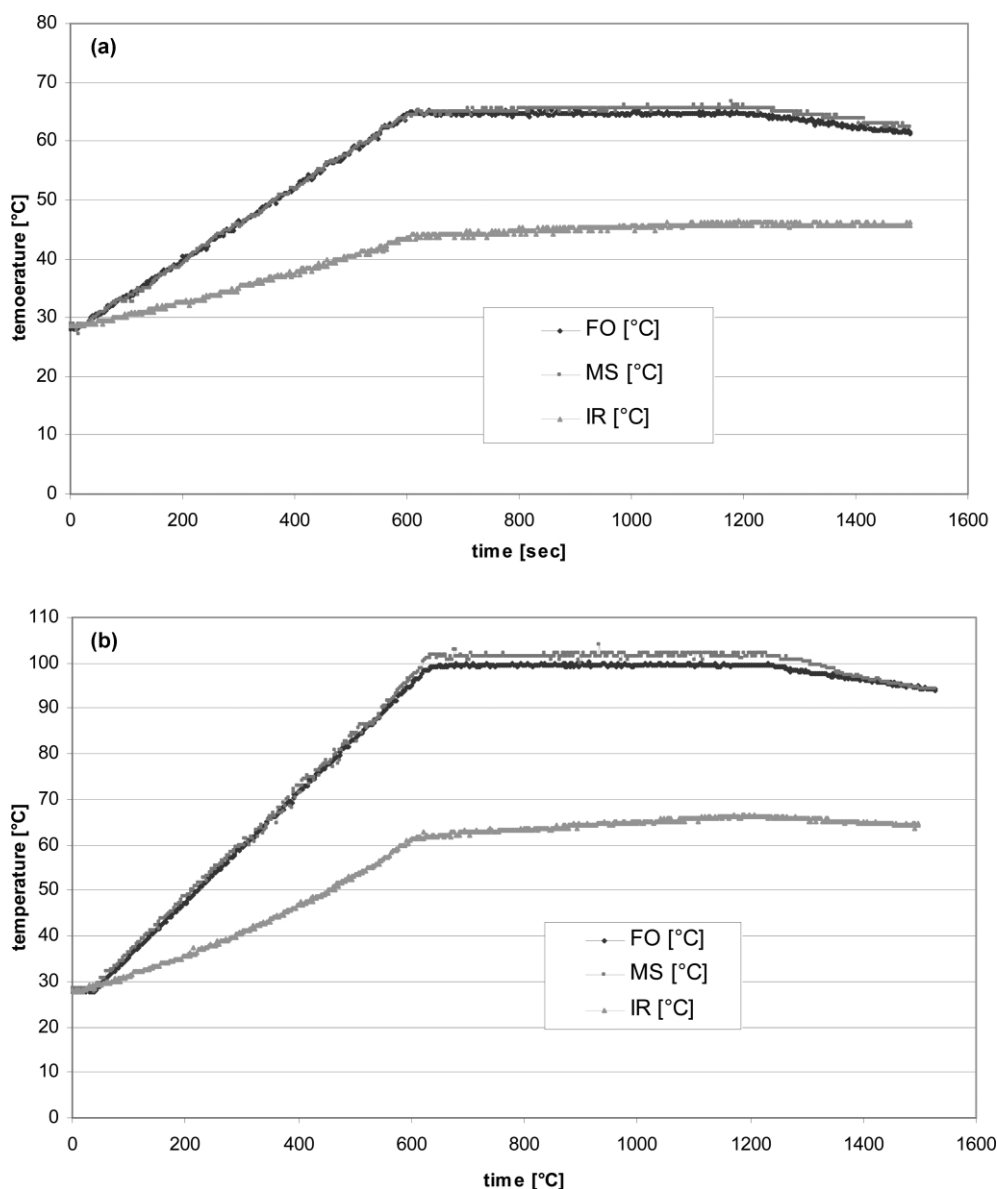 (a)
80
70
60
50
40
30
20
10
0
temoerature [°C]
FO [°C]
MS [°C]
IR [°C]
0 200 400 600 800 1000 1200 1400 1600
time [sec]
(b)
110
100
90
80
70
60
50
40
30
20
10
0
temperature [°C]
FO [°C]
MS [°C]
IR [°C]
0 200 400 600 800 1000 1200 1400 1600
time [°C]